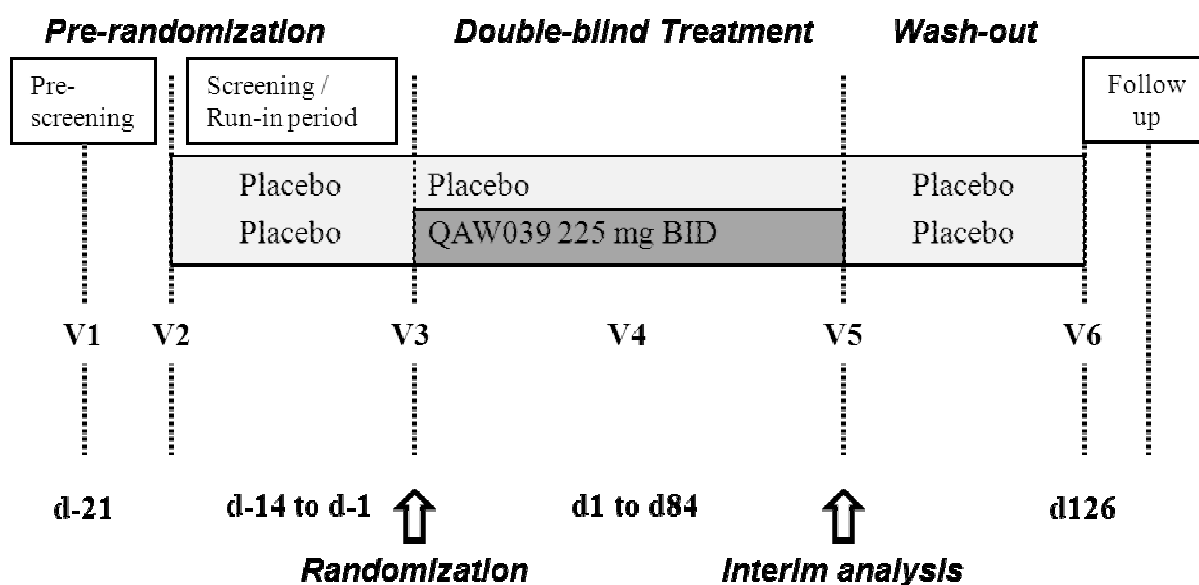 Pre-randomization Double-blind Treatment Wash-out
Pre-
screening
Screening /
Run-in period
Follow
up
Placebo Placebo Placebo
Placebo QAW039 225 mg BID Placebo
V1 V2 V3 V4 V5 V6
d-21 d-14 to d-1 d1 to d84 d126
Randomization Interim analysis